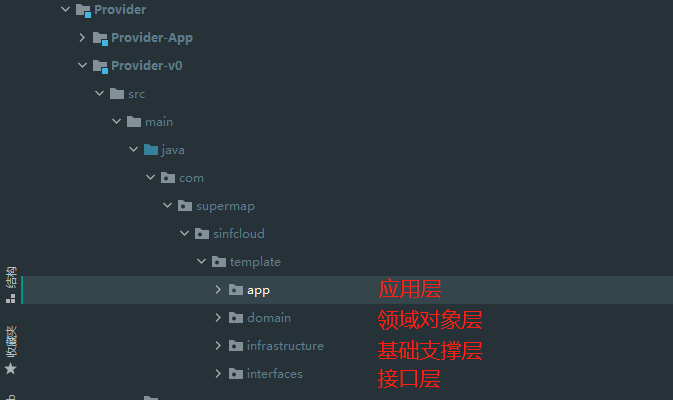 Provider
Provider-App
Provider-v0
src
main
java
com
supermap
sinfcloud
template
app 应用层
domain 领域对象层
infrastructure 基础支撑层
interfaces 接口层
结构
收藏夹